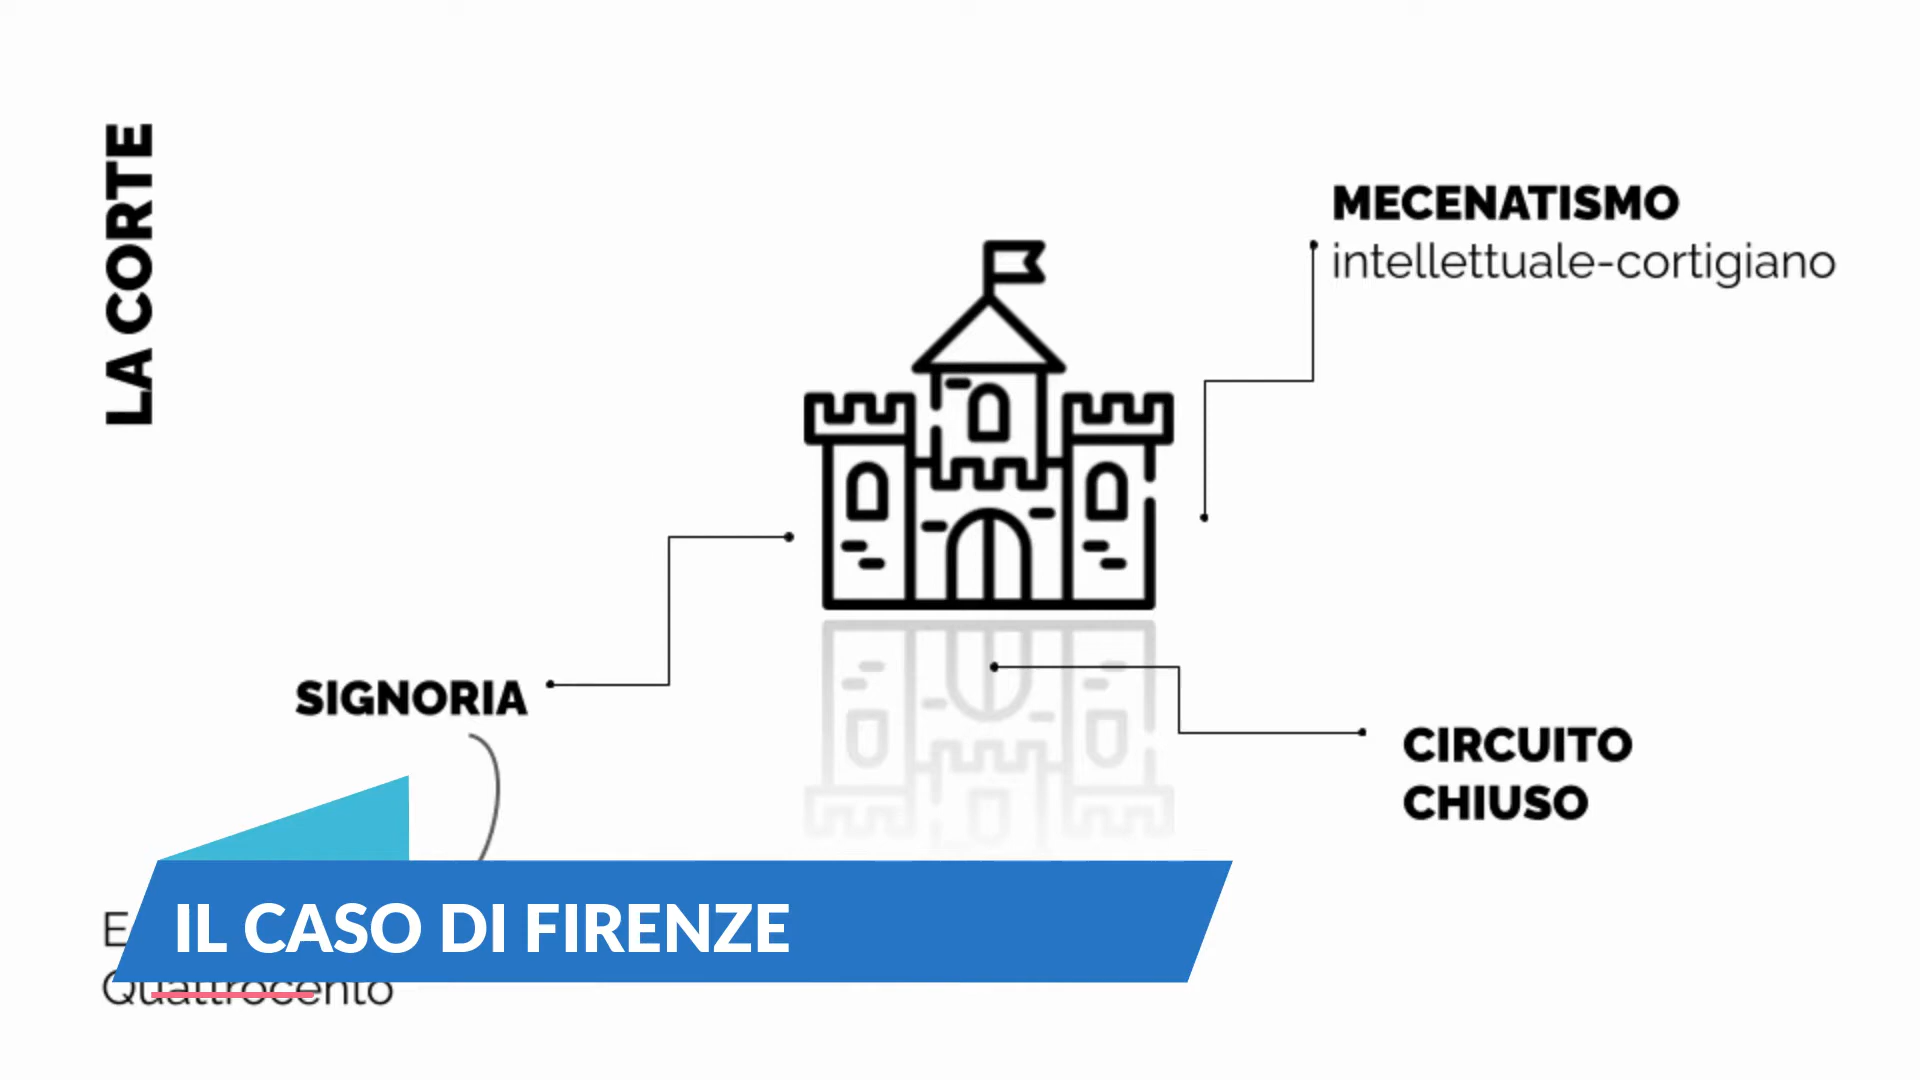 LA CORTE
MECENATISMO
intellettuale-cortigiano
SIGNORIA
CIRCUITO
CHIUSO
IL CASO DI FIRENZE
Quattrocento